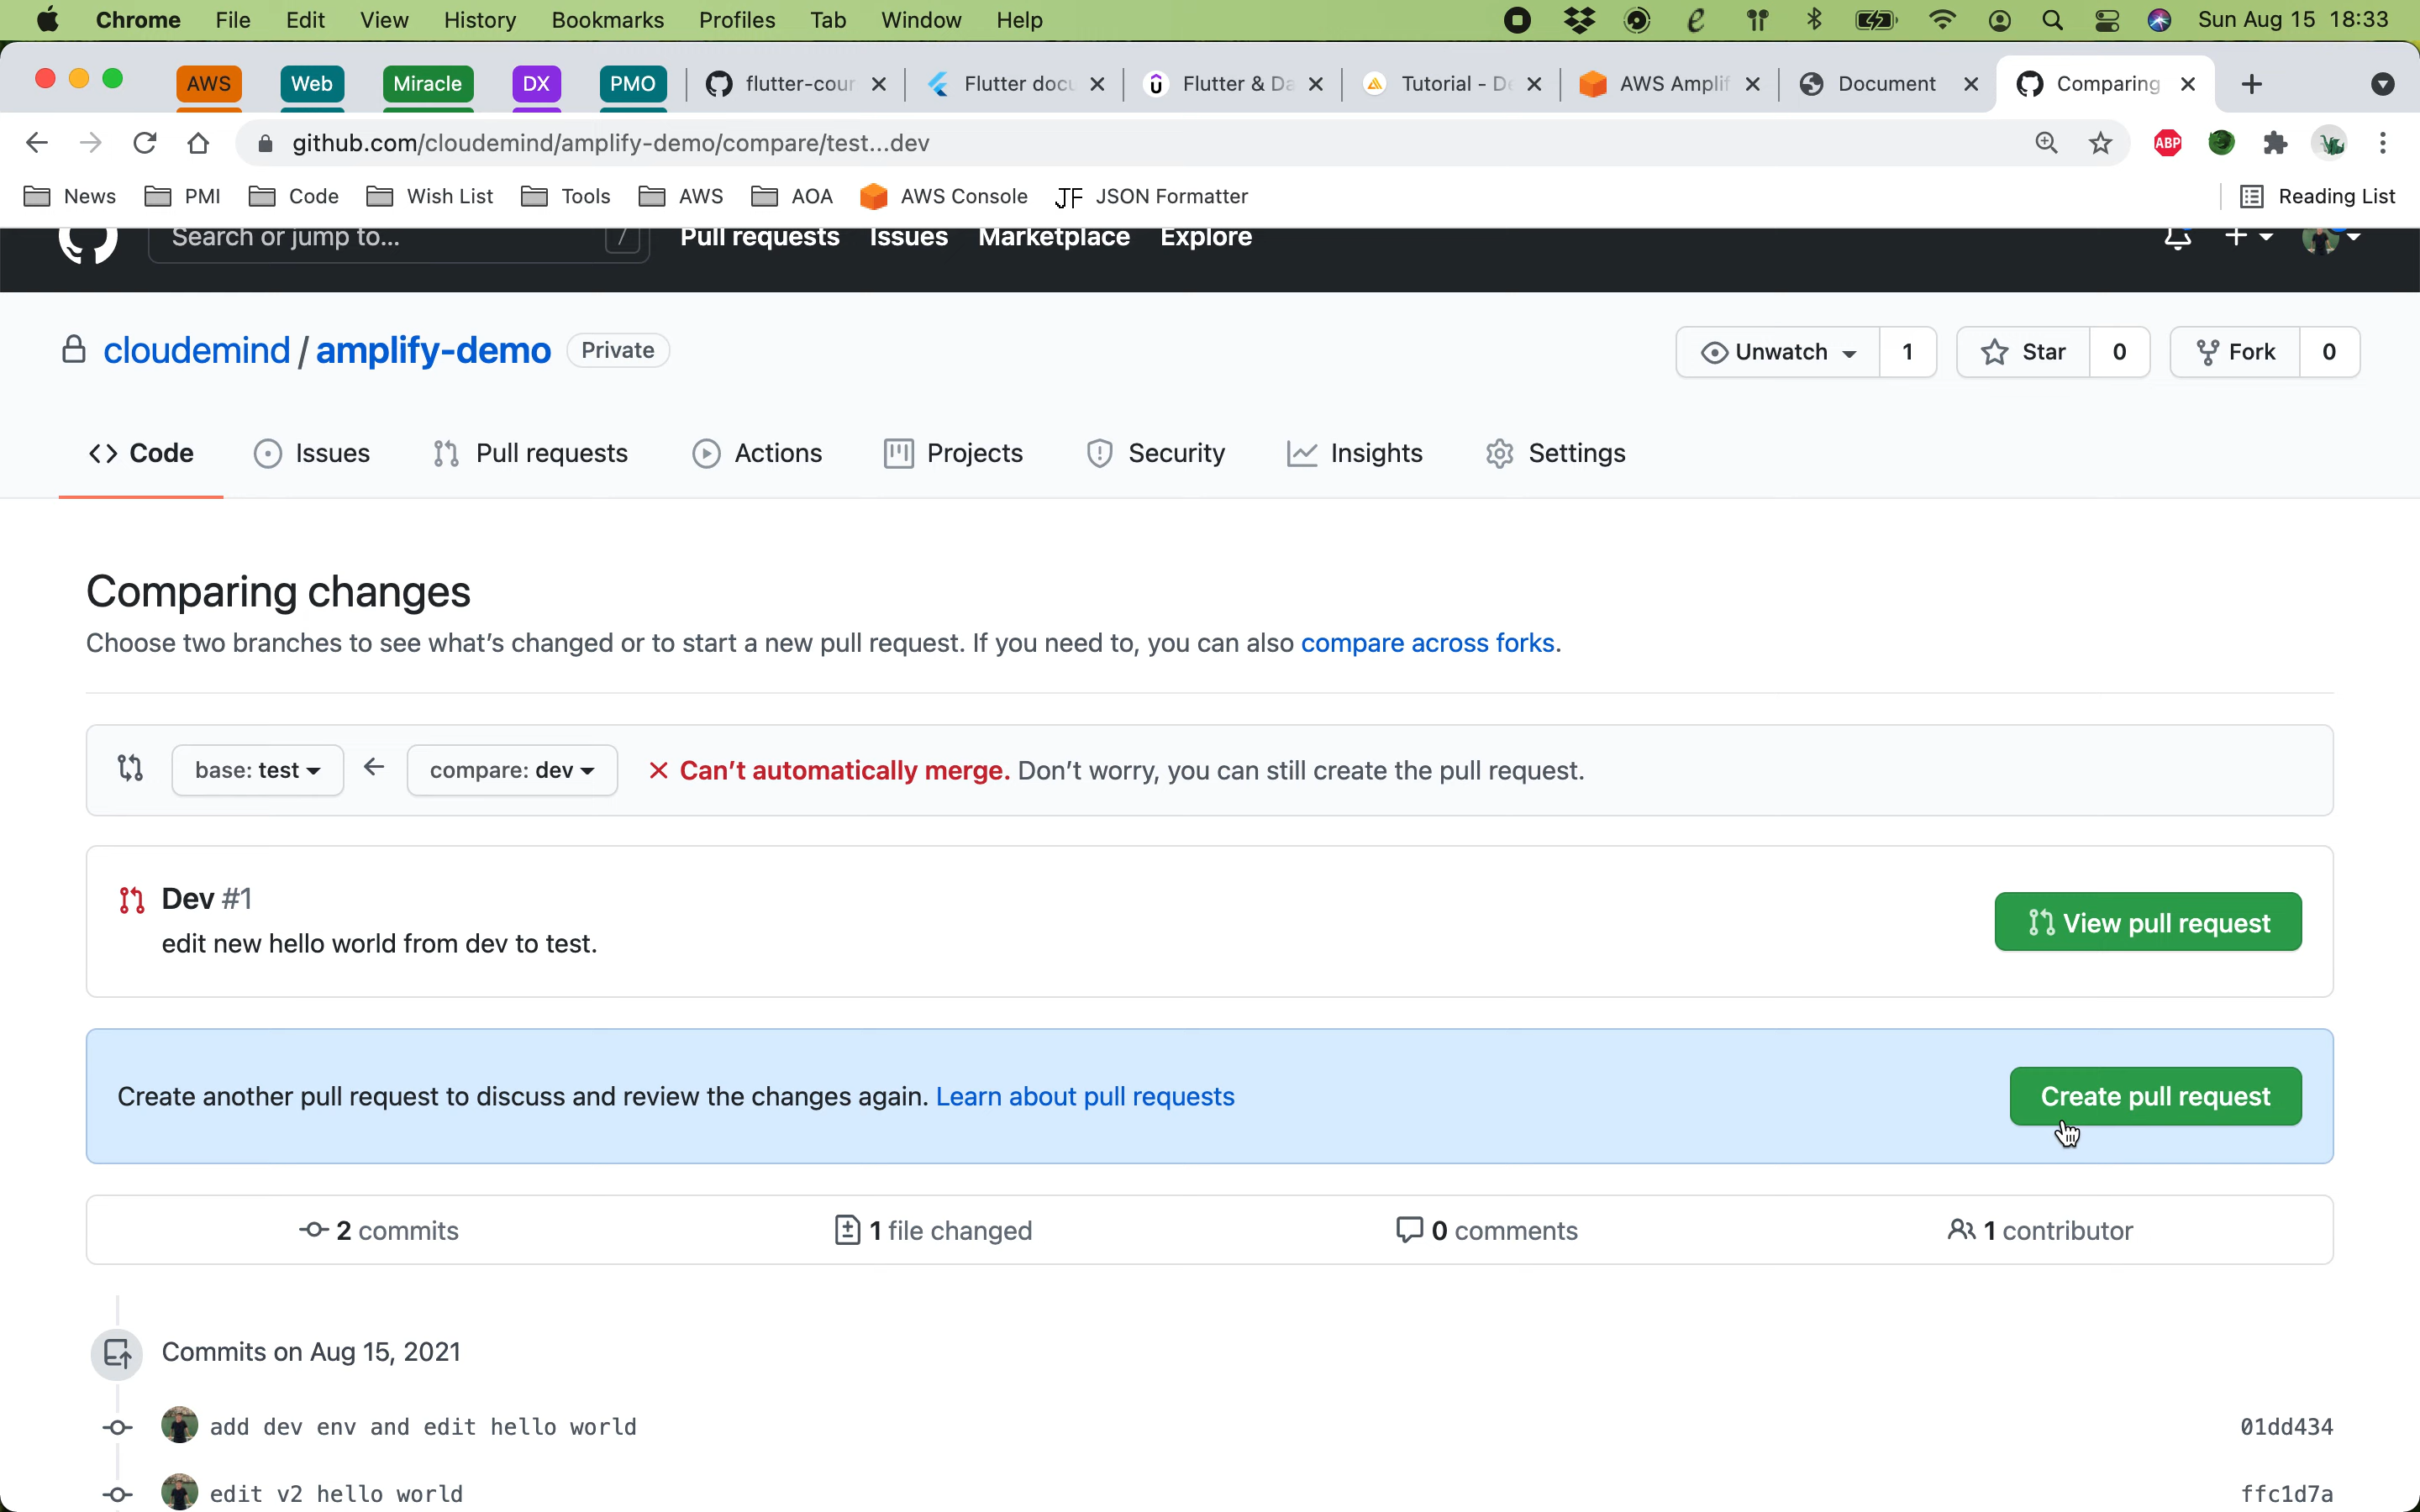 Chrome File Edit View History Bookmarks Profiles Tab Window Help Sun Aug 15 18:33
AWS Web Miracle DX PMO flutter-cour Flutter docu Flutter & Da Tutorial - De AWS Amplif Document Comparing
github.com/cloudemind/amplify-demo/compare/test...dev ABP
News PMI Code Wish List Tools AWS AOA AWS Console JF JSON Formatter Reading List
Search or jump to... / Pull requests Issues Marketplace Explore
cloudemind / amplify-demo Private Unwatch 1 Star 0 Fork 0
<> Code Issues Pull requests Actions Projects Security Insights Settings
Comparing changes
Choose two branches to see what's changed or to start a new pull request. If you need to, you can also compare across forks.
base: test compare: dev Can't automatically merge. Don't worry, you can still create the pull request.
Dev #1
edit new hello world from dev to test.
View pull request
Create another pull request to discuss and review the changes again. Learn about pull requests Create pull request
2 commits 1 file changed 0 comments 1 contributor
Commits on Aug 15, 2021
add dev env and edit hello world 01dd434
edit v2 hello world ffc1d7a